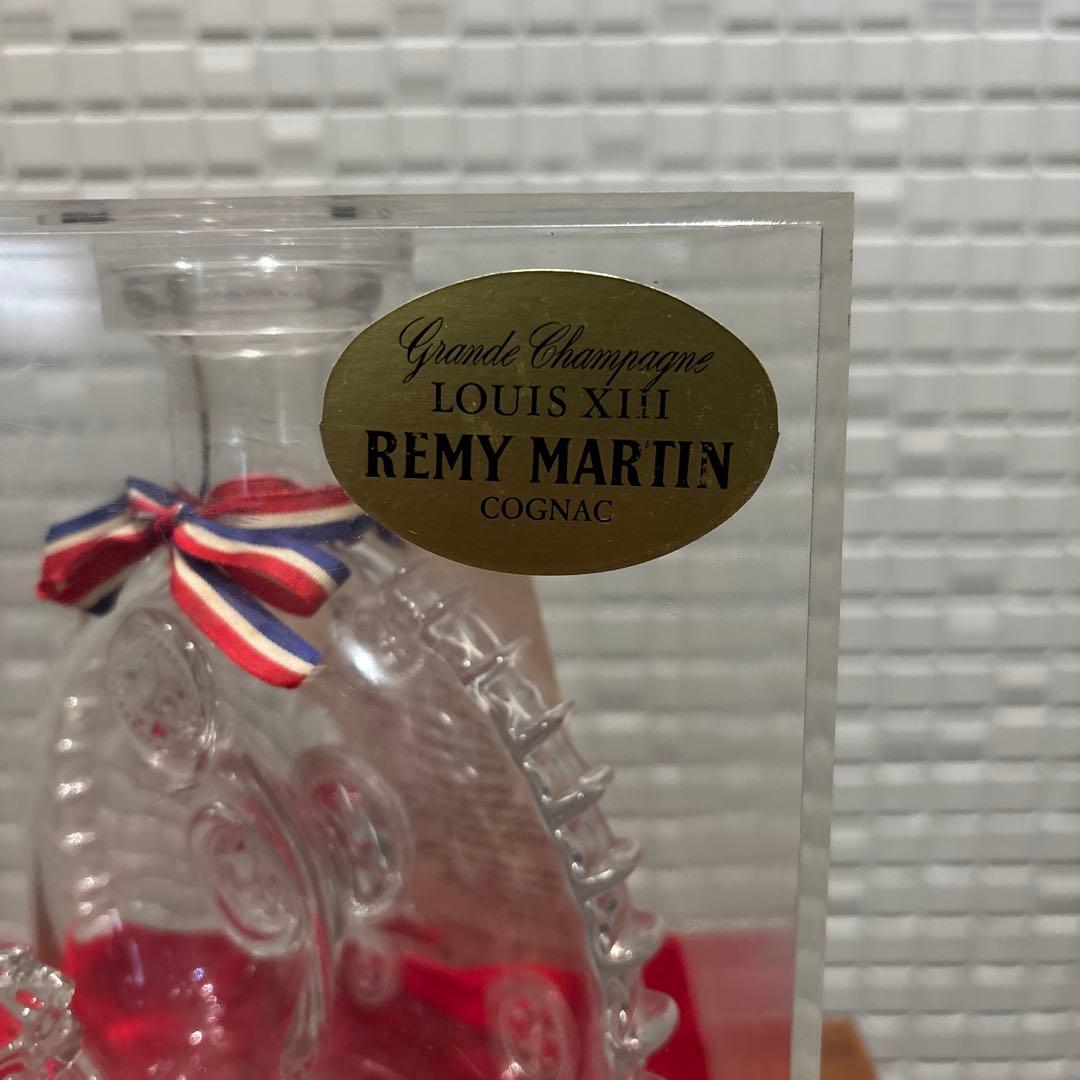 Grande Champagne
LOUIS XIII
REMY MARTIN
COGNAC